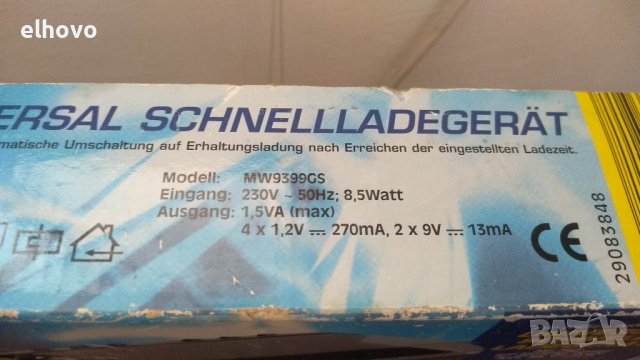 elhovo
ERSAL SCHNELLLADEGERÄT
matische Umschaltung auf Erhaltungsladung nach Erreichen der eingestellten Ladezeit.
Modell: MW9399GS
Eingang: 230V ~ 50Hz; 8,5Watt
Ausgang: 1,5VA (max)
4 x 1,2V ⎓ 270mA, 2 x 9V ⎓ 13mA
CE
29083848
BAZAR